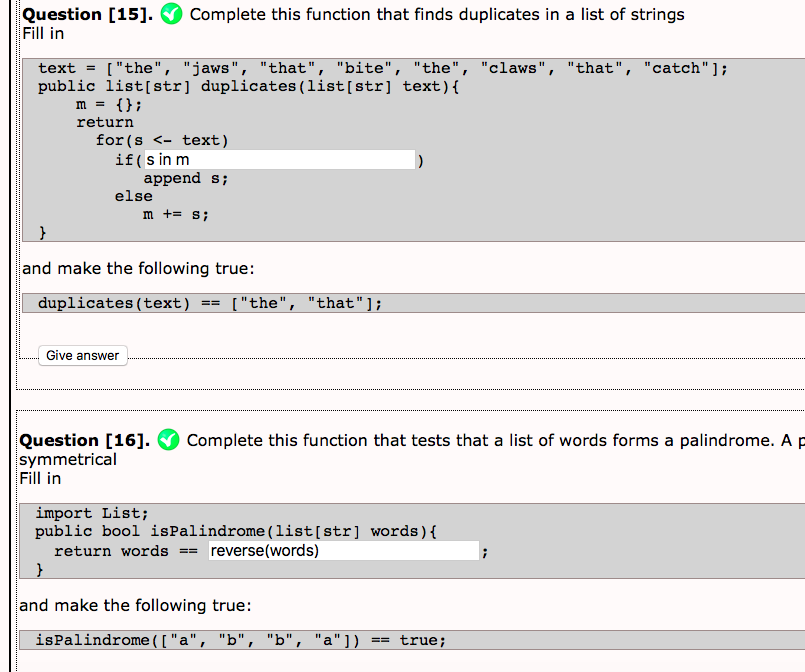 Question [15]. Complete this function that finds duplicates in a list of strings
Fill in
text = ["the", "jaws", "that", "bite", "the", "claws", "that", "catch"];
public list[str] duplicates(list[str] text){
    m = {};
    return
      for(s <- text)
        if( s in m )
           append s;
        else
           m += s;
}
and make the following true:
duplicates(text) == ["the", "that"];
Give answer
Question [16]. Complete this function that tests that a list of words forms a palindrome. A
symmetrical
Fill in
import List;
public bool isPalindrome(list[str] words){
  return words == reverse(words) ;
}
and make the following true:
isPalindrome(["a", "b", "b", "a"]) == true;